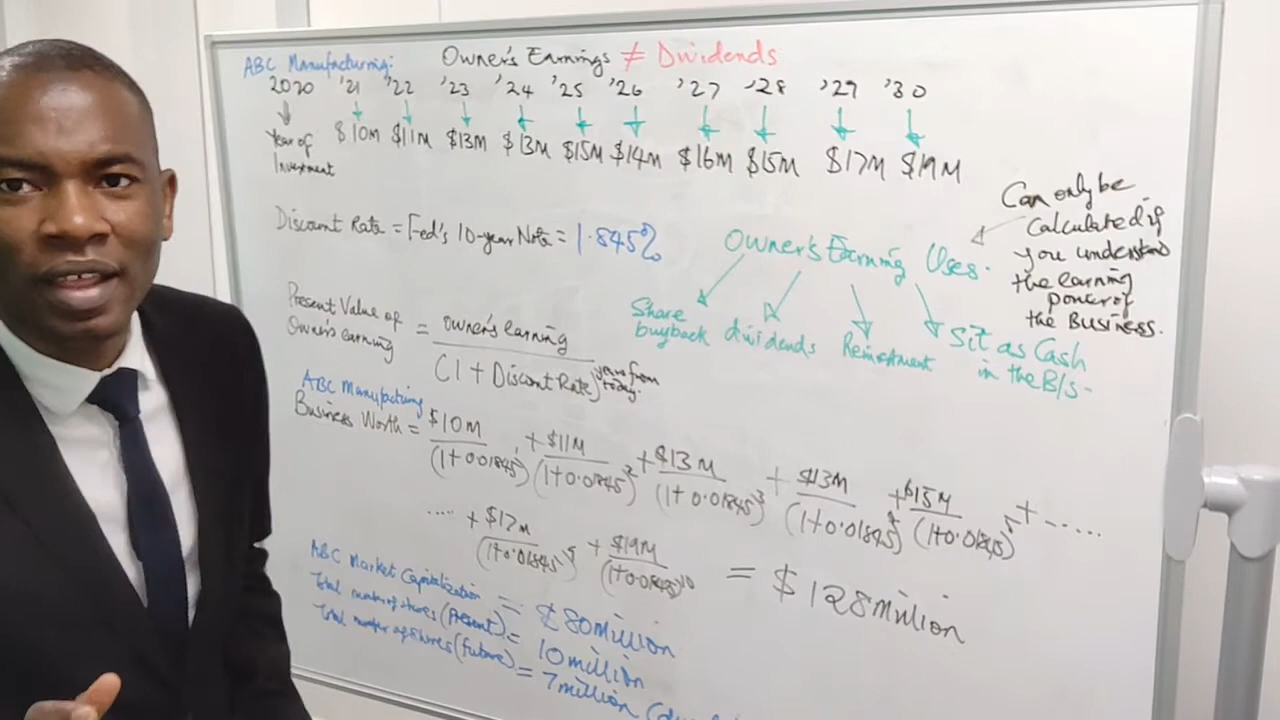 ABC Manufacturing:
Owner's Earnings ≠ Dividends
2020 '21 '22 '23 '24 '25 '26 '27 '28 '29 '30
Year of
Investment
$10M $11M $13M $13M $15M $14M $16M $15M $17M $19M
Discount Rate = Fed's 10-year Note = 1.845%
Owner's Earning Uses.
Can only be
Calculated if
you understand
the earning
power of
the Business.
Share
buyback
dividends
Reinvestment
Sit as Cash
in the B/S-
Present Value of
Owner's earning
= Owner's earning
(1 + Discount Rate) years from
today.
ABC Manufacturing
Business Worth =
$10M + $11M + $13M + $13M + $15M + .....
(1+0.01845)^1 (1+0.01845)^2 (1+0.01845)^3 (1+0.01845)^4 (1+0.01845)^5
..... + $17M + $19M = $128 million
(1+0.01845)^9 (1+0.01845)^10
ABC Market Capitalization = $80 million
Total number of shares (Present) = 10 million
Total number of shares (future) = 7 million